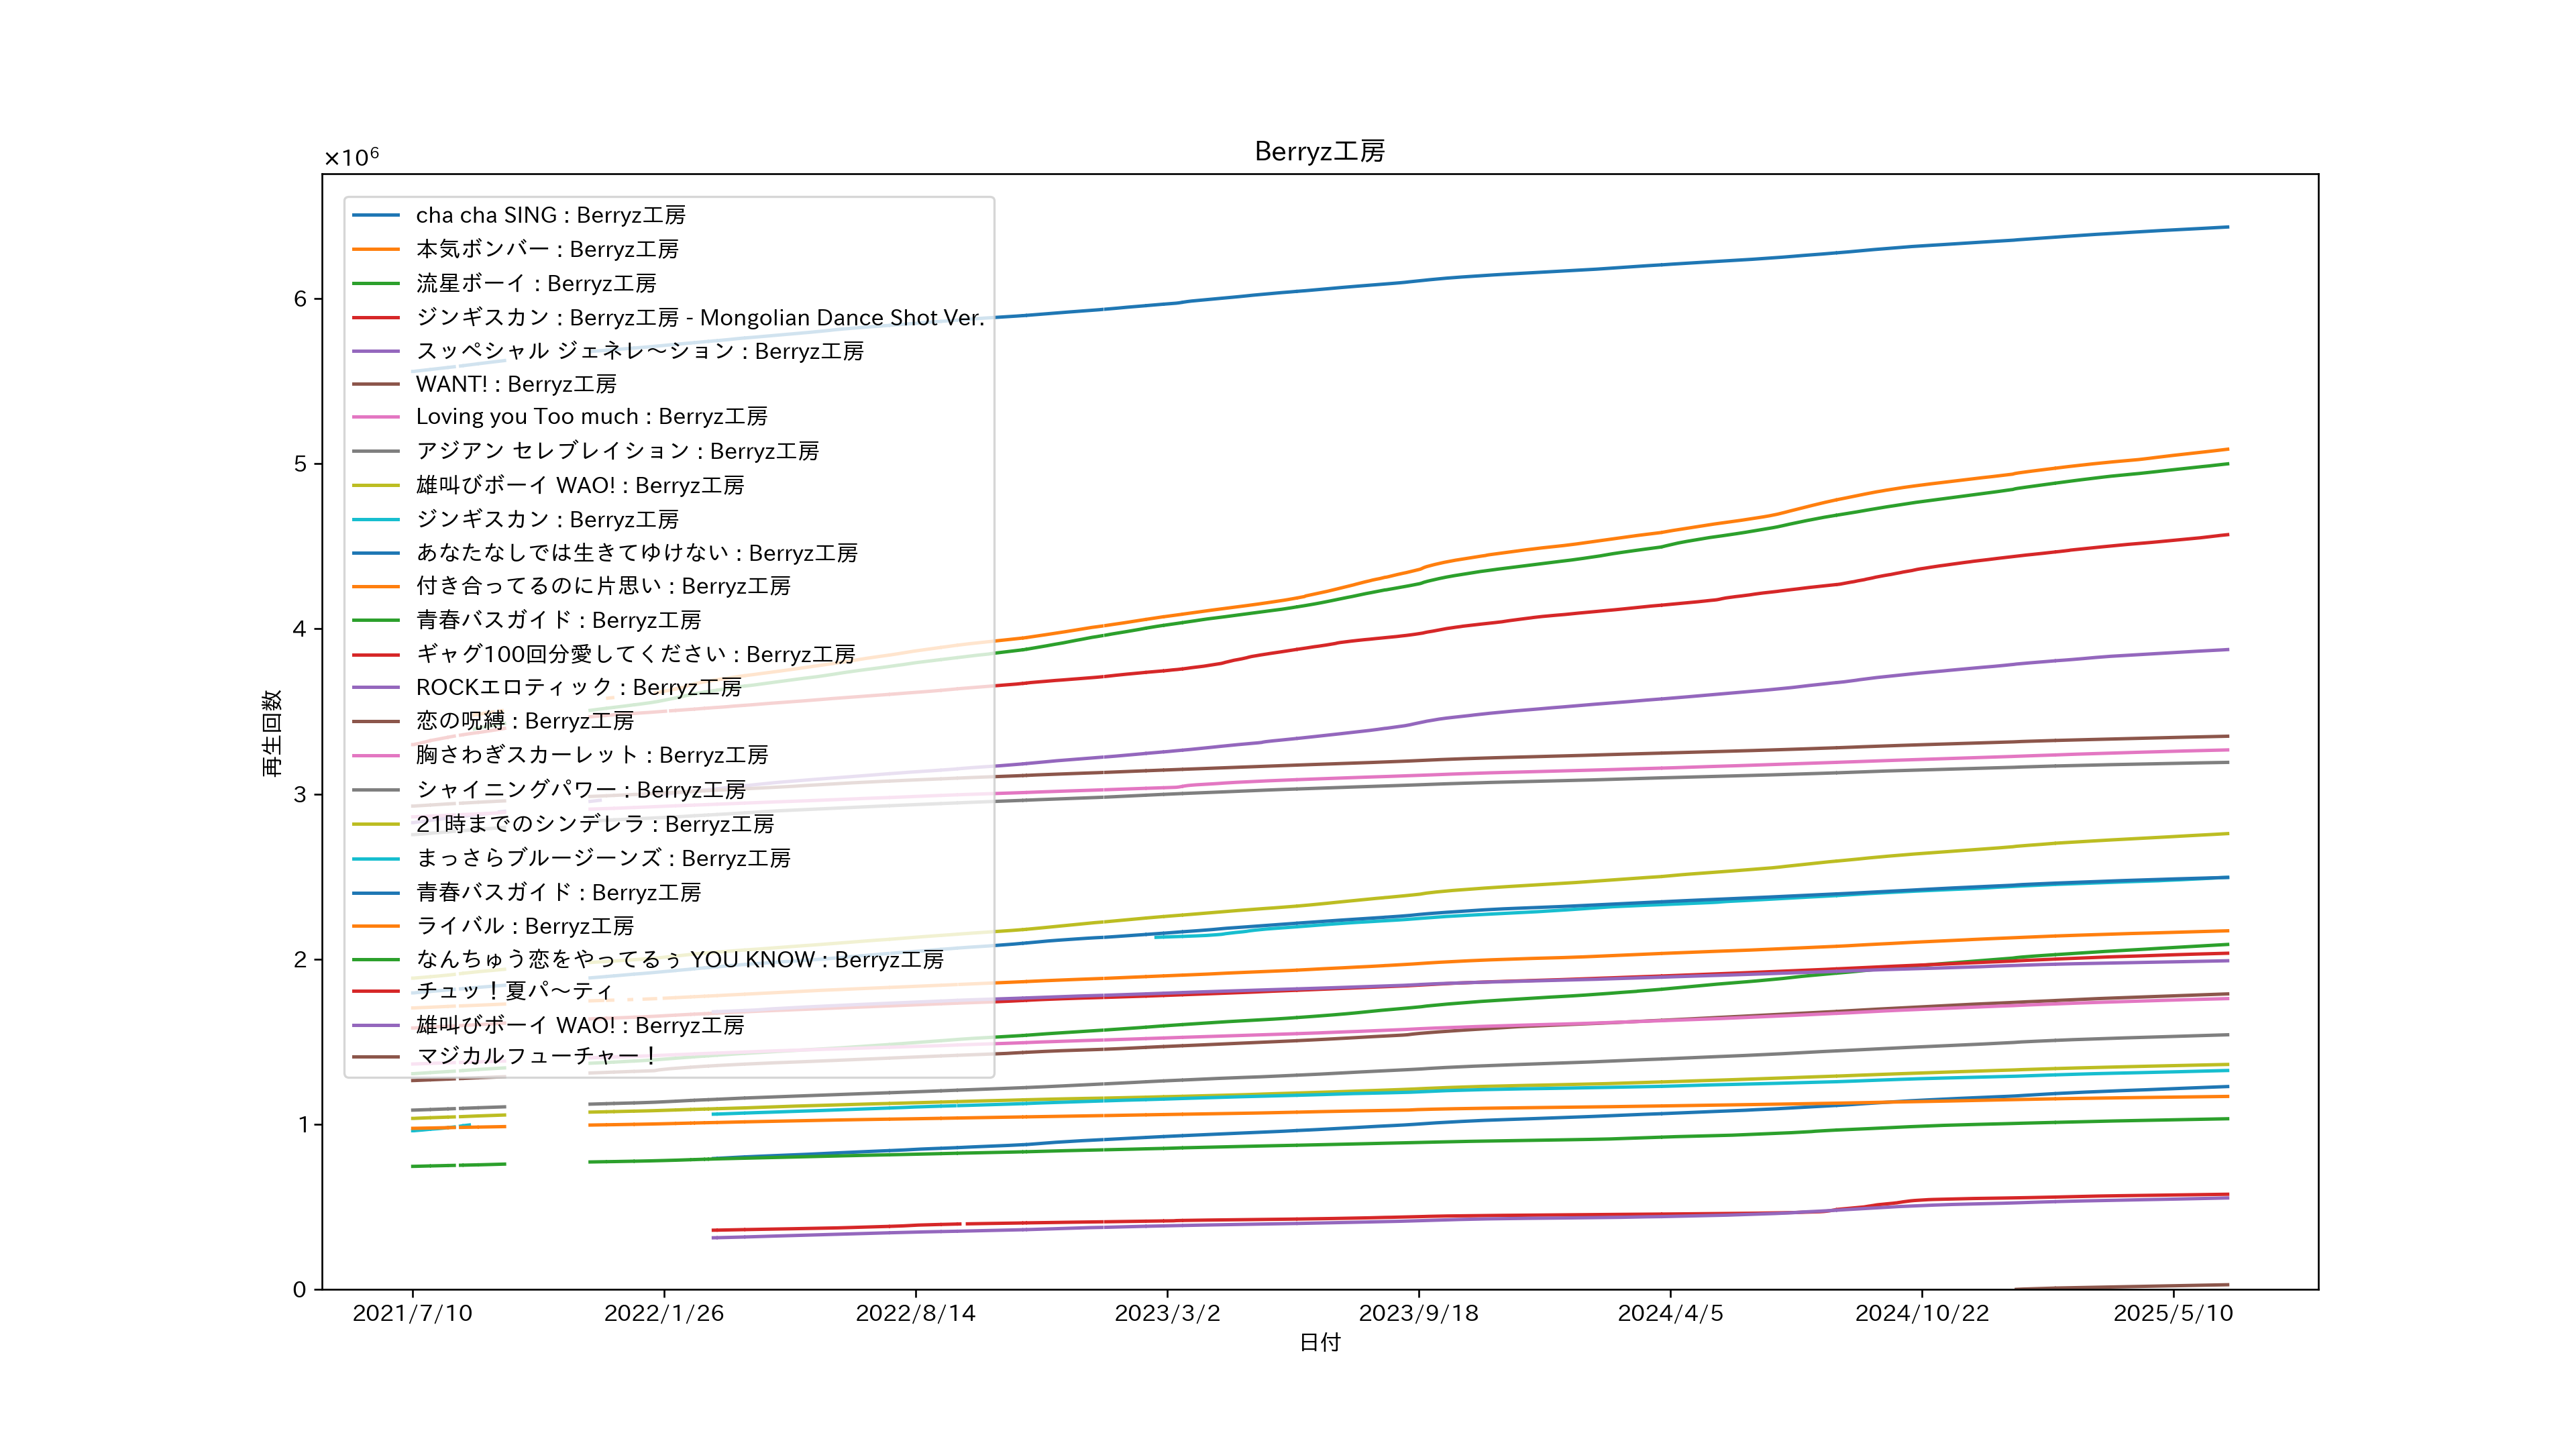 Berryz工房
×10⁶
cha cha SING : Berryz工房
本気ボンバー : Berryz工房
流星ボーイ : Berryz工房
ジンギスカン : Berryz工房 - Mongolian Dance Shot Ver.
スッペシャル ジェネレ～ション : Berryz工房
WANT! : Berryz工房
Loving you Too much : Berryz工房
アジアン セレブレイション : Berryz工房
雄叫びボーイ WAO! : Berryz工房
ジンギスカン : Berryz工房
あなたなしでは生きてゆけない : Berryz工房
付き合ってるのに片思い : Berryz工房
青春バスガイド : Berryz工房
ギャグ100回分愛してください : Berryz工房
ROCKエロティック : Berryz工房
恋の呪縛 : Berryz工房
胸さわぎスカーレット : Berryz工房
シャイニングパワー : Berryz工房
21時までのシンデレラ : Berryz工房
まっさらブルージーンズ : Berryz工房
青春バスガイド : Berryz工房
ライバル : Berryz工房
なんちゅう恋をやってるぅ YOU KNOW : Berryz工房
チュッ！夏パ～ティ
雄叫びボーイ WAO! : Berryz工房
マジカルフューチャー！
6
5
4
3
2
1
0
再生回数
2021/7/10
2022/1/26
2022/8/14
2023/3/2
2023/9/18
2024/4/5
2024/10/22
2025/5/10
日付